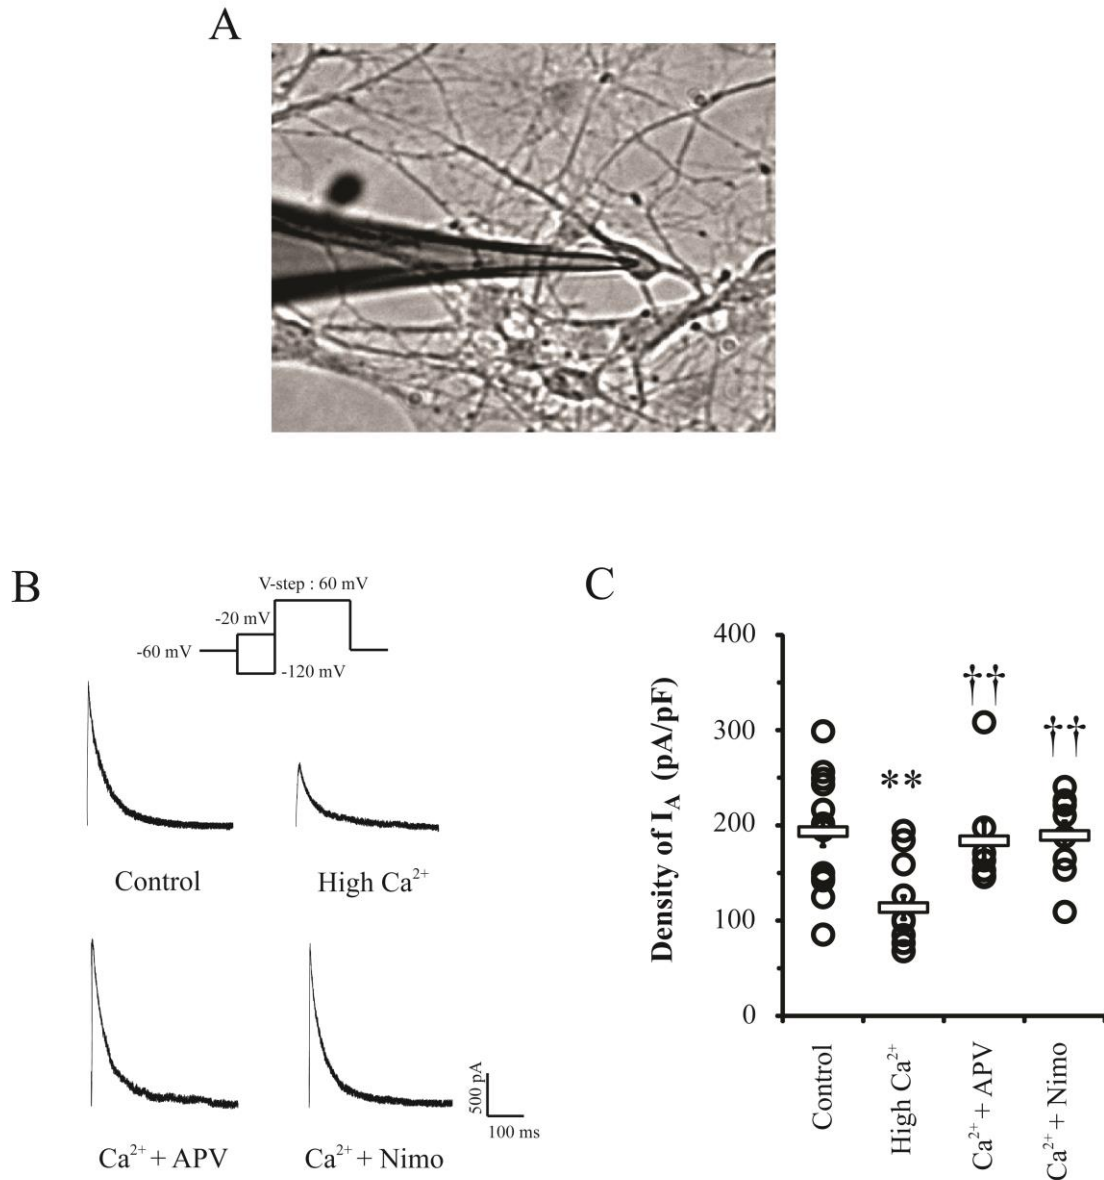 A
B
V-step : 60 mV
-20 mV
-60 mV
-120 mV
Control
High Ca²⁺
Ca²⁺ + APV
Ca²⁺ + Nimo
500 pA
100 ms
C
Density of I_A (pA/pF)
400
300
200
100
0
**
††
††
Control
High Ca²⁺
Ca²⁺ + APV
Ca²⁺ + Nimo